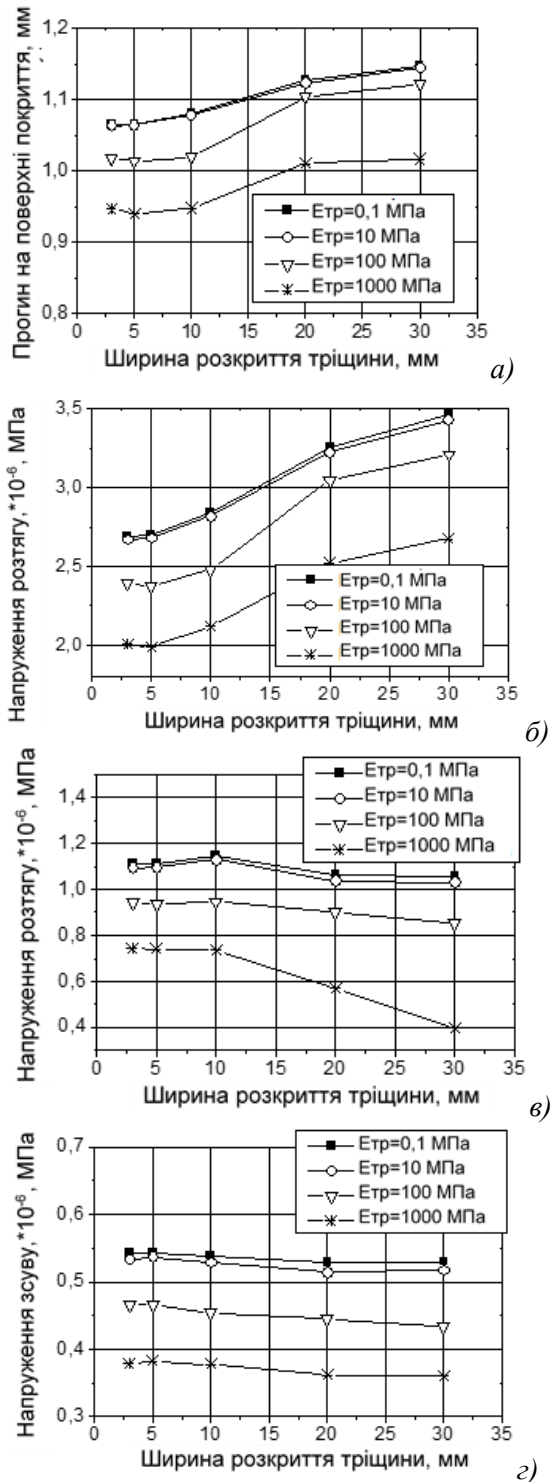 Прогин на поверхні покриття, мм
1,2
1,1
1,0
0,9
0,8
Етр=0,1 МПа
Етр=10 МПа
Етр=100 МПа
Етр=1000 МПа
0 5 10 15 20 25 30 35
Ширина розкриття тріщини, мм
а)
Напруження розтягу,*10⁻⁶, МПа
3,5
3,0
2,5
2,0
Етр=0,1 МПа
Етр=10 МПа
Етр=100 МПа
Етр=1000 МПа
0 5 10 15 20 25 30 35
Ширина розкриття тріщини, мм
б)
Напруження розтягу,*10⁻⁶, МПа
1,4
1,2
1,0
0,8
0,6
0,4
Етр=0,1 МПа
Етр=10 МПа
Етр=100 МПа
Етр=1000 МПа
0 5 10 15 20 25 30 35
Ширина розкриття тріщини, мм
в)
Напруження зсуву,*10⁻⁶, МПа
0,7
0,6
0,5
0,4
0,3
Етр=0,1 МПа
Етр=10 МПа
Етр=100 МПа
Етр=1000 МПа
0 5 10 15 20 25 30 35
Ширина розкриття тріщини, мм
г)